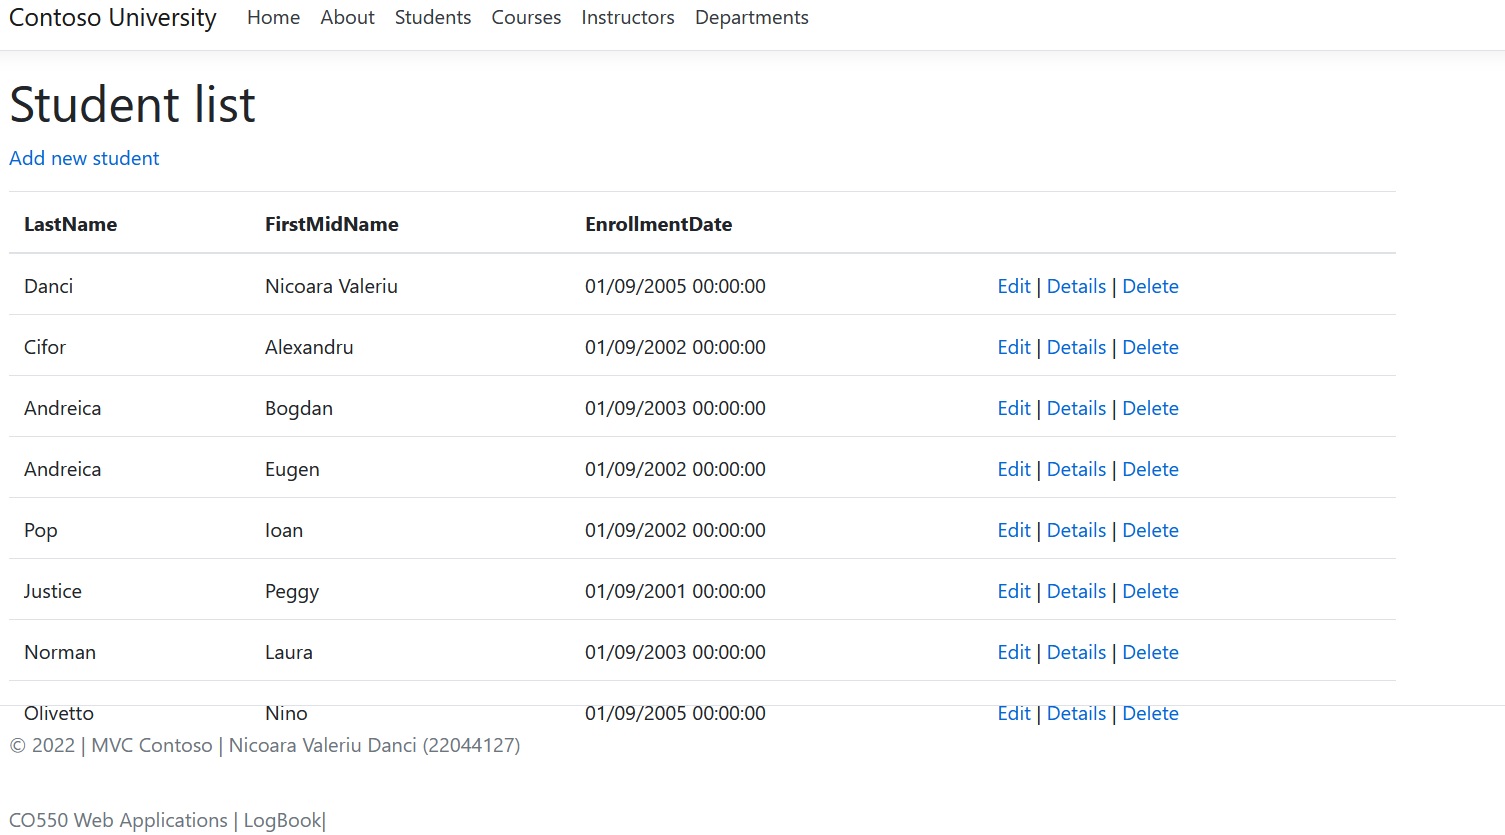 Contoso University Home About Students Courses Instructors Departments
Student list
Add new student
LastName FirstMidName EnrollmentDate
Danci Nicoara Valeriu 01/09/2005 00:00:00 Edit | Details | Delete
Cifor Alexandru 01/09/2002 00:00:00 Edit | Details | Delete
Andreica Bogdan 01/09/2003 00:00:00 Edit | Details | Delete
Andreica Eugen 01/09/2002 00:00:00 Edit | Details | Delete
Pop Ioan 01/09/2002 00:00:00 Edit | Details | Delete
Justice Peggy 01/09/2001 00:00:00 Edit | Details | Delete
Norman Laura 01/09/2003 00:00:00 Edit | Details | Delete
Olivetto Nino 01/09/2005 00:00:00 Edit | Details | Delete
© 2022 | MVC Contoso | Nicoara Valeriu Danci (22044127)
CO550 Web Applications | LogBook|